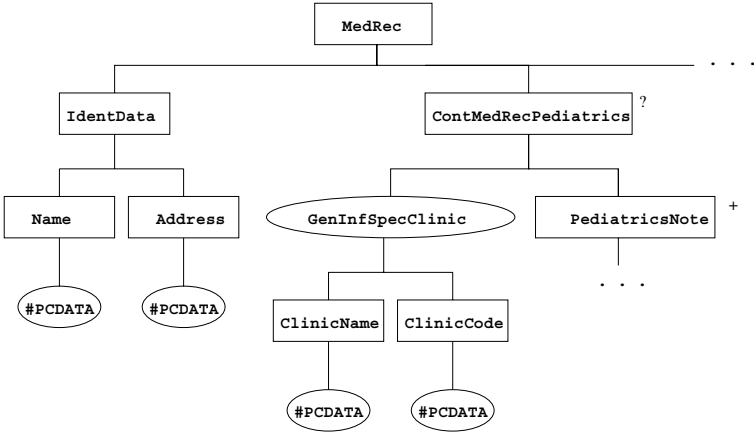 MedRec
. . .
IdentData
ContMedRecPediatrics ?
Name
Address
GenInfSpecClinic
PediatricsNote +
. . .
#PCDATA
#PCDATA
ClinicName
ClinicCode
#PCDATA
#PCDATA